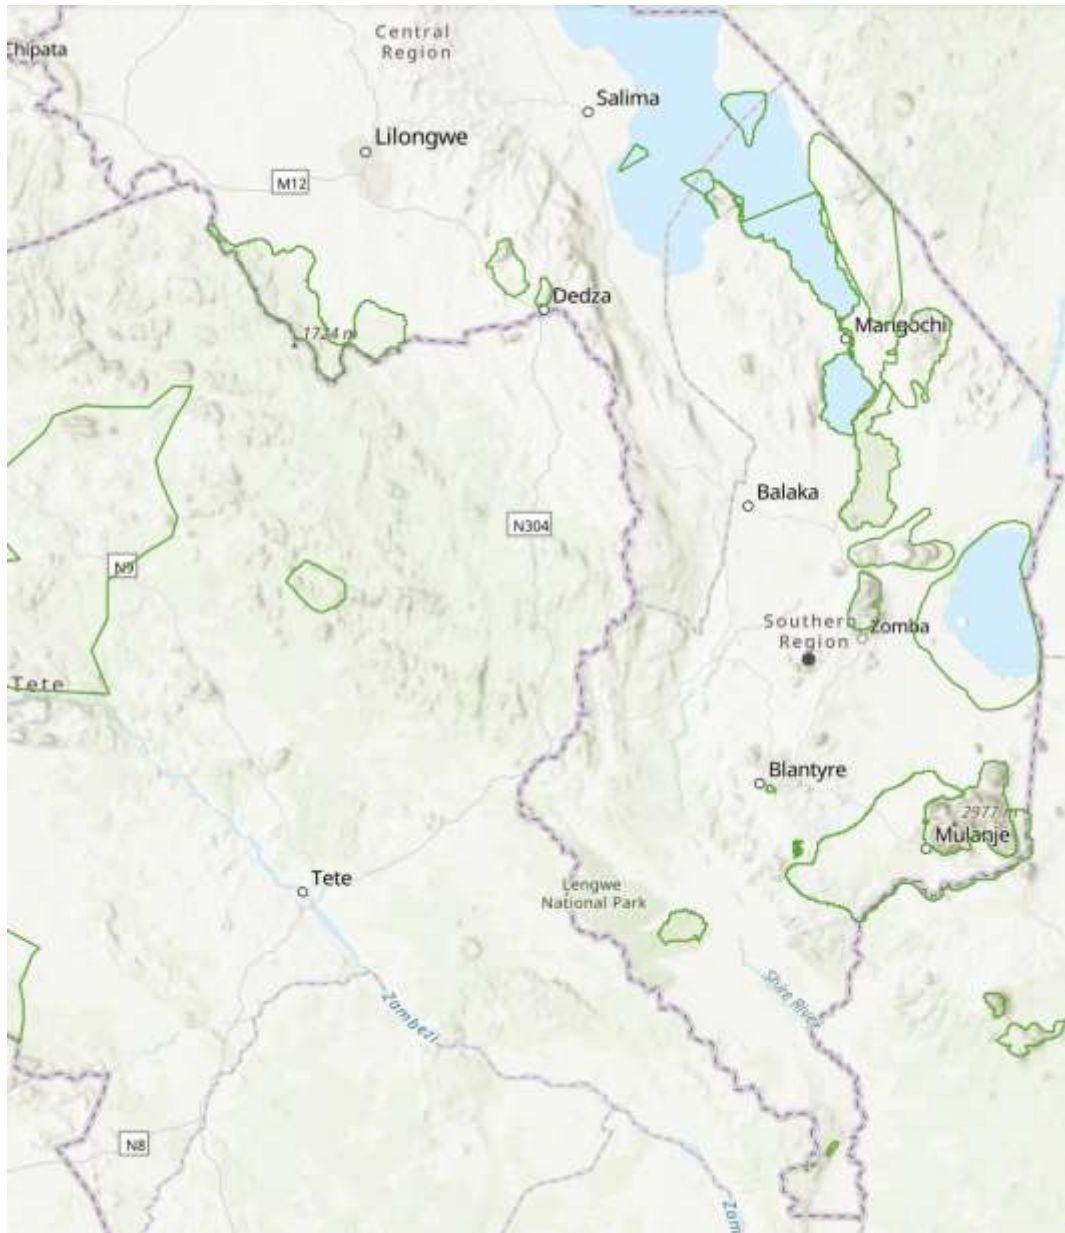 Central
Region
Chipata
Salima
Lilongwe
M12
Dedza
1724 m
Mangochi
Balaka
N304
N9
Southern
Region
Zomba
Tete
Blantyre
2977 m
Mulanje
Tete
Lengwe
National Park
Shire River
Zambezi
N8
Zam